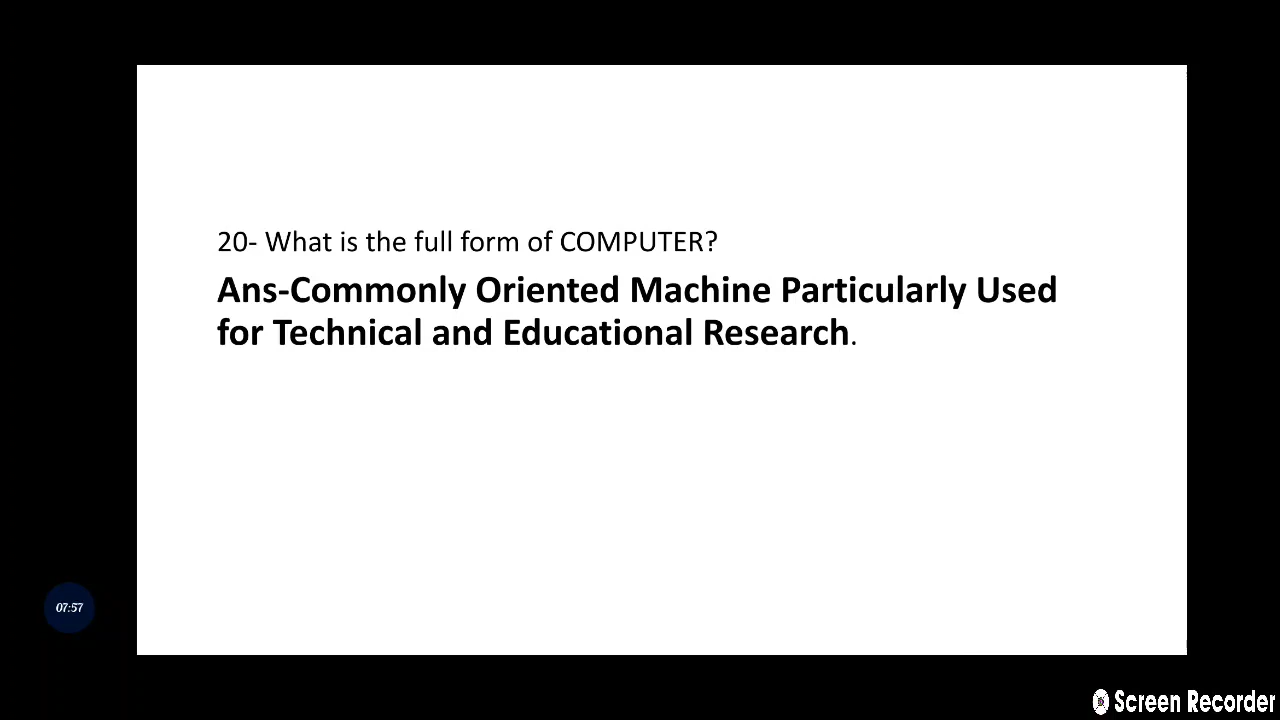 20- What is the full form of COMPUTER?
Ans-Commonly Oriented Machine Particularly Used
for Technical and Educational Research.
07:57
Screen Recorder